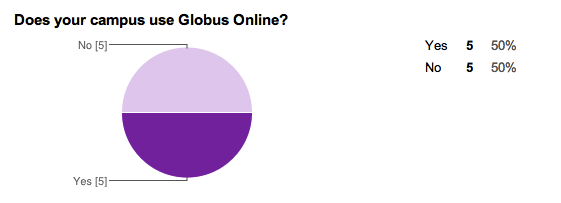 Does your campus use Globus Online?
No [5]
Yes 5 50%
No 5 50%
Yes [5]